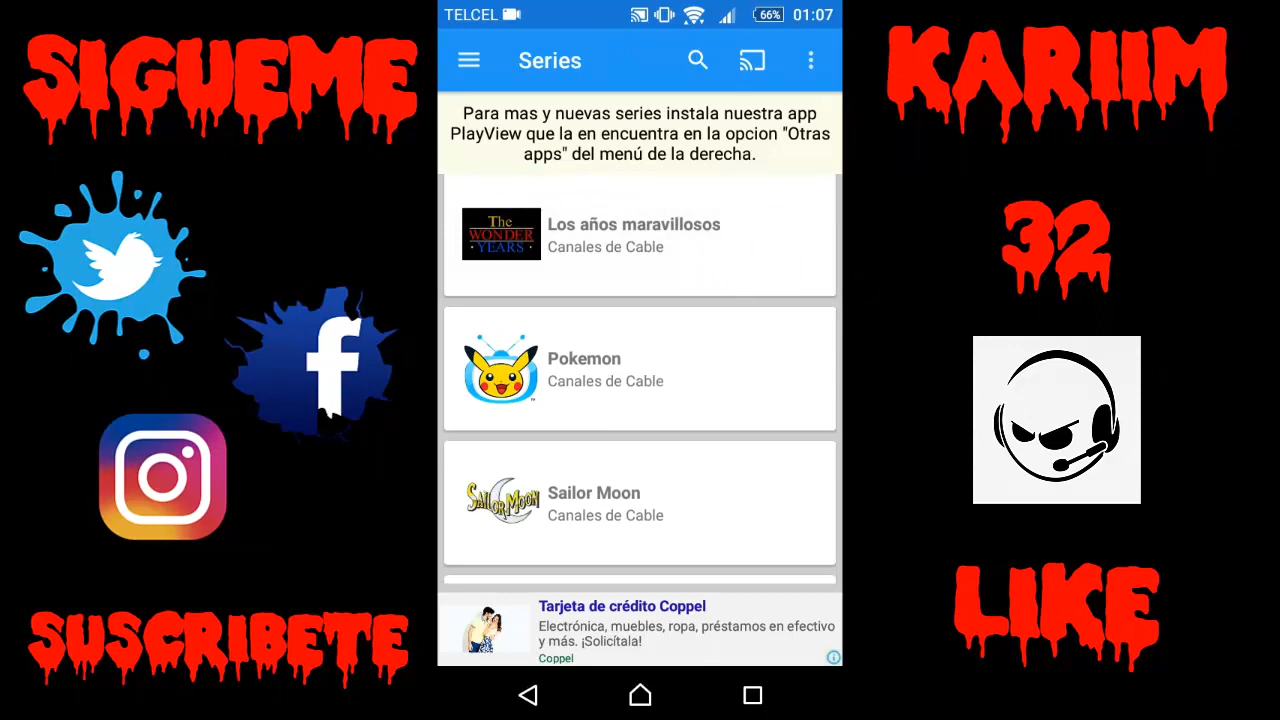 SIGUEME
SUSCRIBETE
TELCEL
66%
01:07
Series
Para mas y nuevas series instala nuestra app
PlayView que la en encuentra en la opcion "Otras
apps" del menú de la derecha.
The
WONDER
YEARS
Los años maravillosos
Canales de Cable
Pokemon
Canales de Cable
SAILOR MOON
Sailor Moon
Canales de Cable
Tarjeta de crédito Coppel
Electrónica, muebles, ropa, préstamos en efectivo
y más. ¡Solicítala!
Coppel
KARIIM
32
LIKE